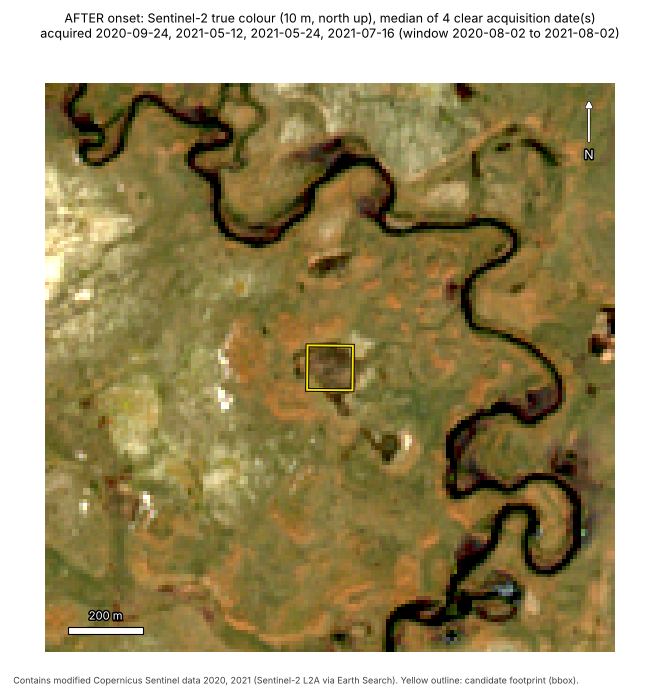 AFTER onset: Sentinel-2 true colour (10 m, north up), median of 4 clear acquisition date(s)
acquired 2020-09-24, 2021-05-12, 2021-05-24, 2021-07-16 (window 2020-08-02 to 2021-08-02)
N
200 m
Contains modified Copernicus Sentinel data 2020, 2021 (Sentinel-2 L2A via Earth Search). Yellow outline: candidate footprint (bbox).